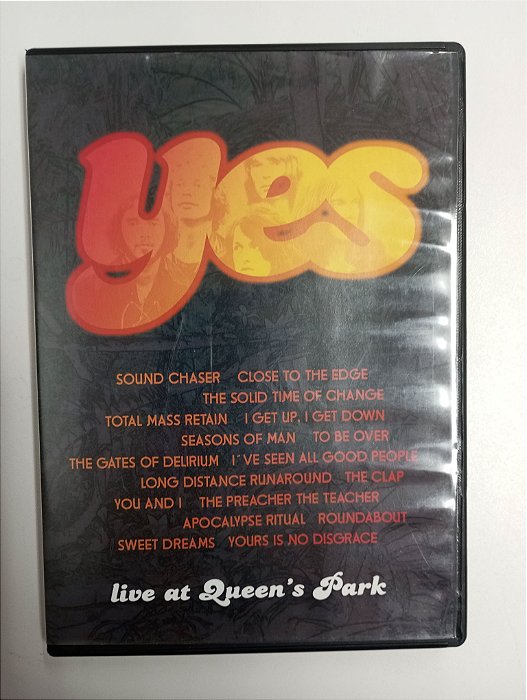 yes
SOUND CHASER CLOSE TO THE EDGE
THE SOLID TIME OF CHANGE
TOTAL MASS RETAIN I GET UP, I GET DOWN
SEASONS OF MAN TO BE OVER
THE GATES OF DELIRIUM I´VE SEEN ALL GOOD PEOPLE
LONG DISTANCE RUNAROUND THE CLAP
YOU AND I THE PREACHER THE TEACHER
APOCALYPSE RITUAL ROUNDABOUT
SWEET DREAMS YOURS IS NO DISGRACE
live at Queen's Park